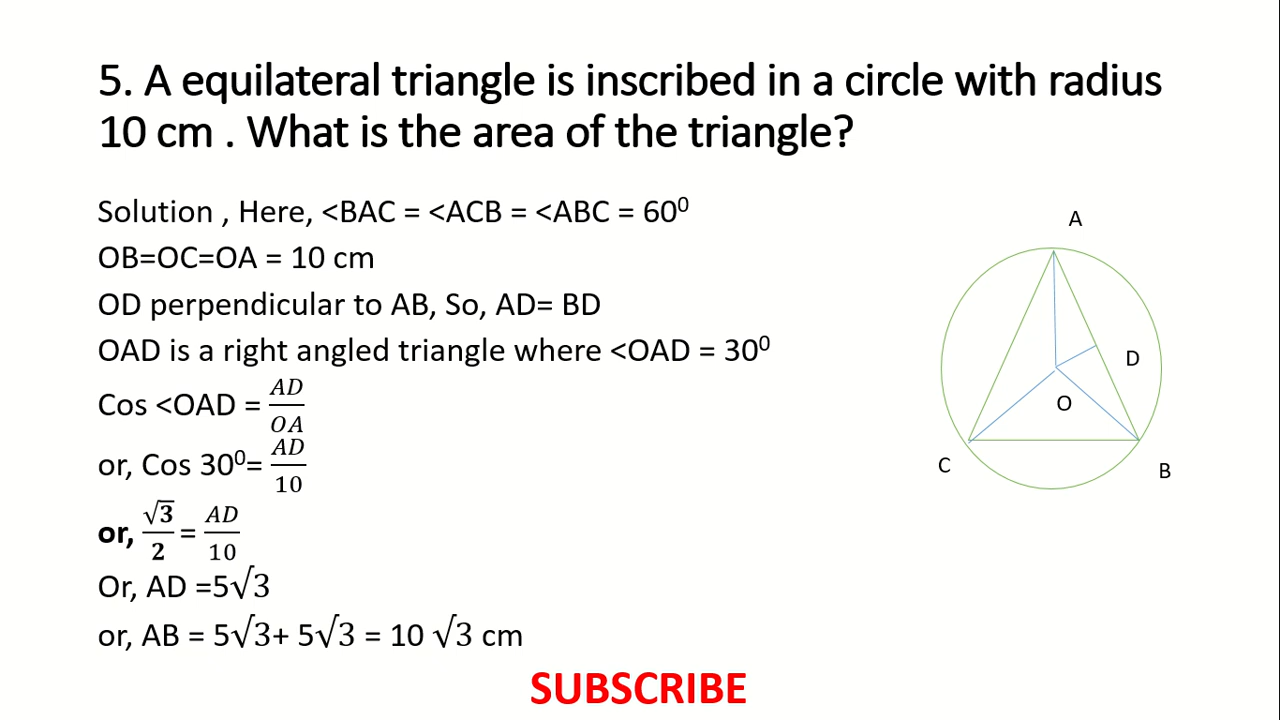 5. A equilateral triangle is inscribed in a circle with radius
10 cm . What is the area of the triangle?
Solution , Here, <BAC = <ACB = <ABC = 60⁰
OB=OC=OA = 10 cm
OD perpendicular to AB, So, AD= BD
OAD is a right angled triangle where <OAD = 30⁰
Cos <OAD = AD/OA
or, Cos 30⁰= AD/10
or, √3/2 = AD/10
Or, AD =5√3
or, AB = 5√3+ 5√3 = 10 √3 cm
A
D
O
C
B
SUBSCRIBE